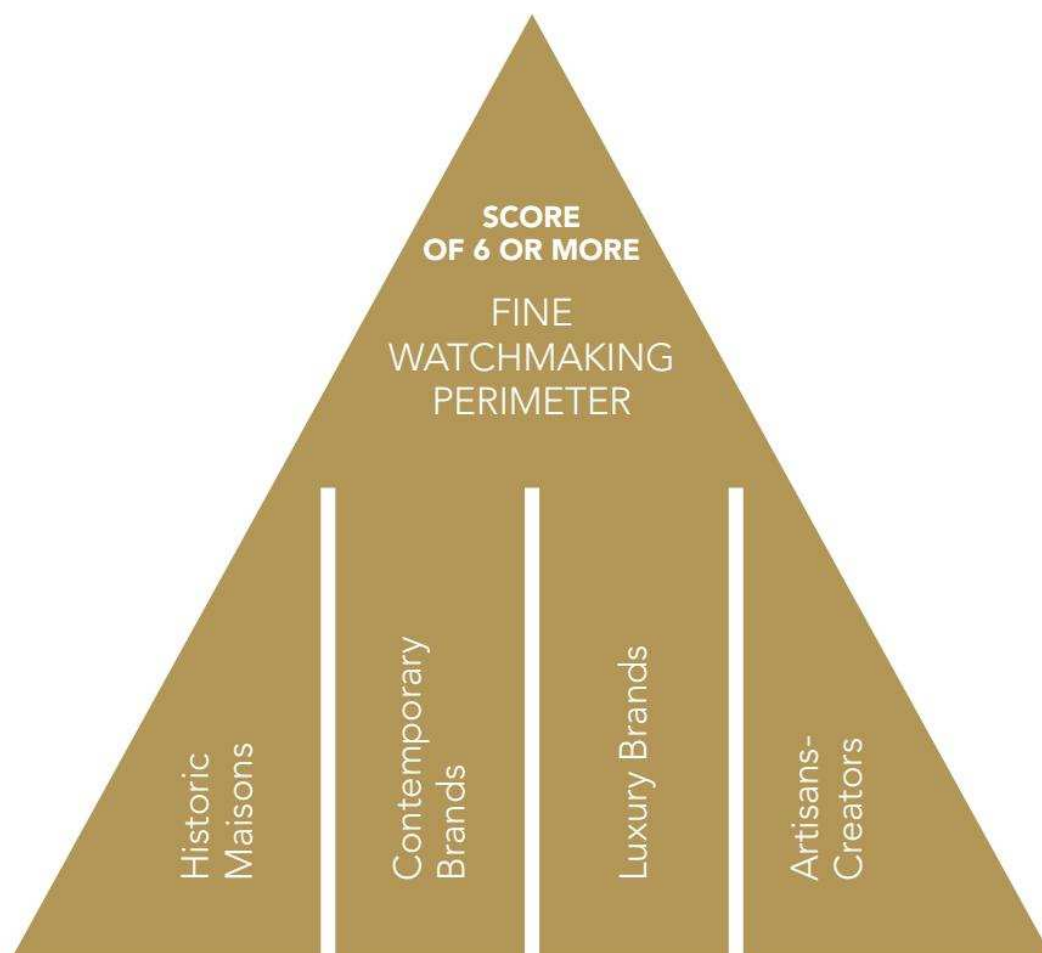 SCORE
OF 6 OR MORE
FINE
WATCHMAKING
PERIMETER
Historic
Maisons
Contemporary
Brands
Luxury Brands
Artisans-
Creators